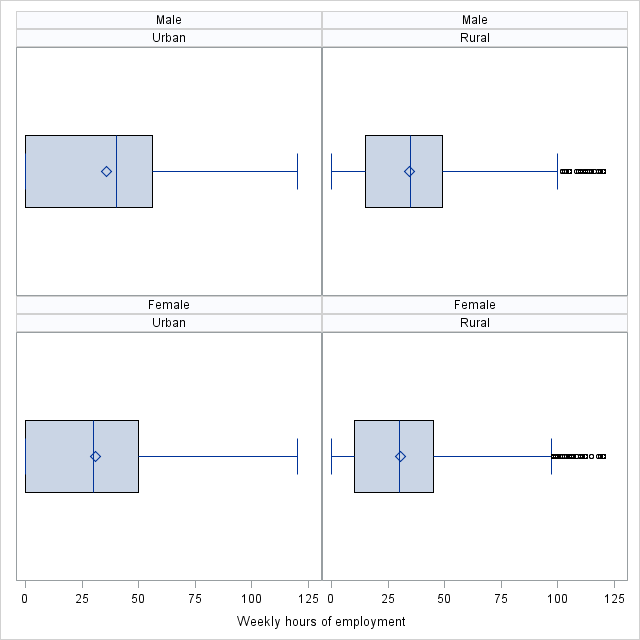 Male Male
Urban Rural
Female Female
Urban Rural
0 25 50 75 100 125 0 25 50 75 100 125
Weekly hours of employment